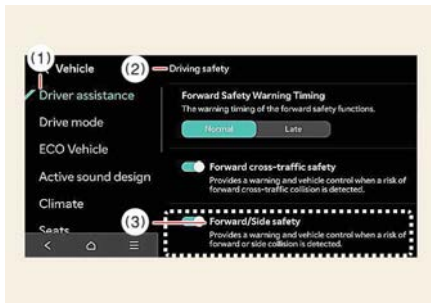 (1)
Vehicle
(2)
Driving safety
Driver assistance
Drive mode
ECO Vehicle
Active sound design
Climate
Seats
Forward Safety Warning Timing
The warning timing of the forward safety functions.
Normal Late
Forward cross-traffic safety
Provides a warning and vehicle control when a risk of
forward cross-traffic collision is detected.
(3)
Forward/Side safety
Provides a warning and vehicle control when a risk of
forward or side collision is detected.